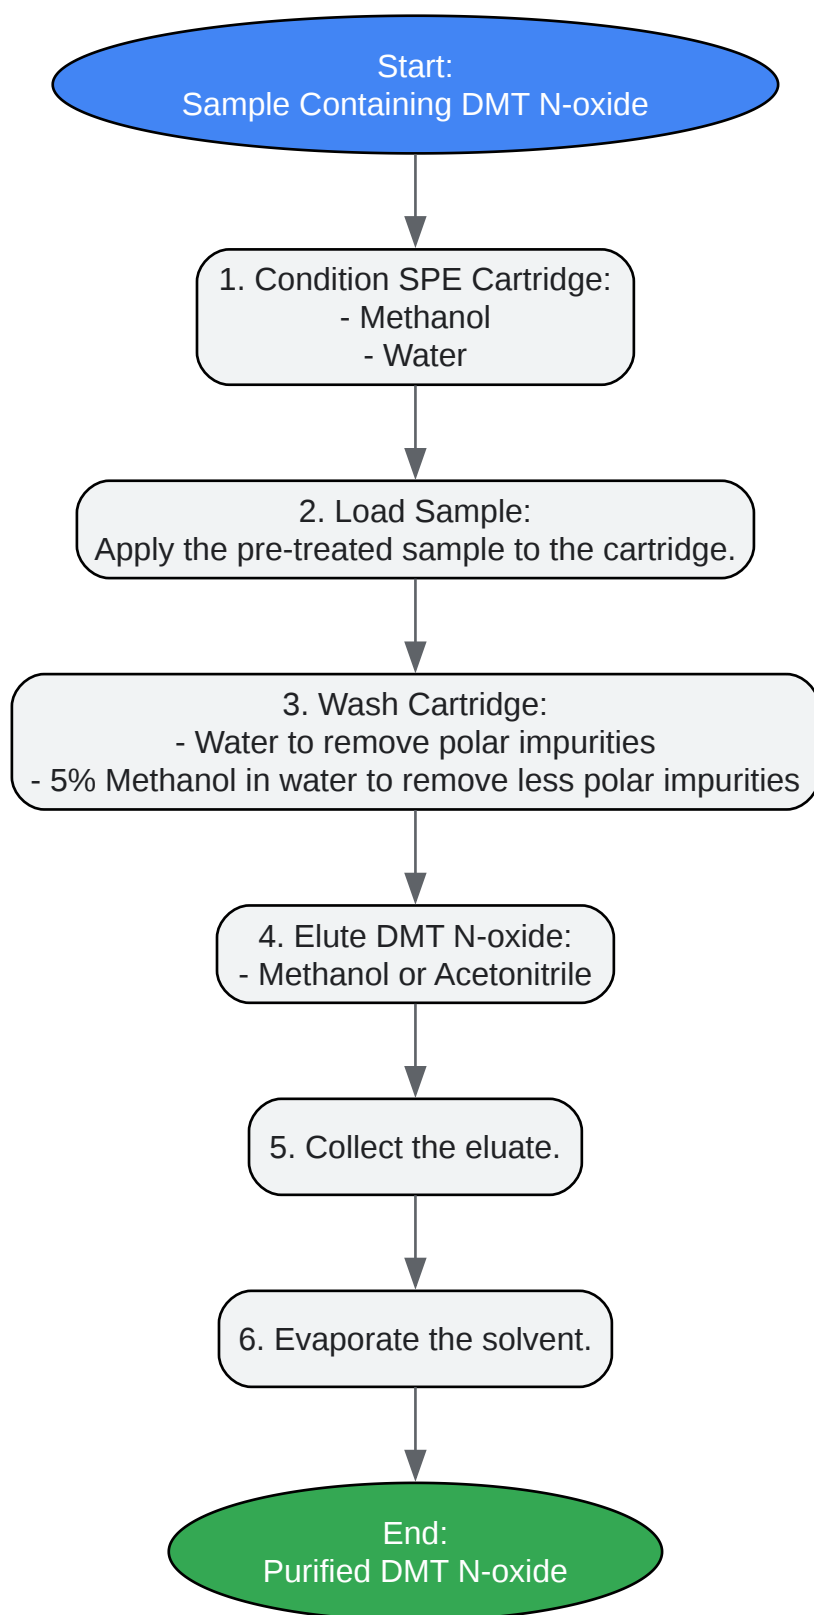 Start:
Sample Containing DMT N-oxide
1. Condition SPE Cartridge:
- Methanol
- Water
2. Load Sample:
Apply the pre-treated sample to the cartridge.
3. Wash Cartridge:
- Water to remove polar impurities
- 5% Methanol in water to remove less polar impurities
4. Elute DMT N-oxide:
- Methanol or Acetonitrile
5. Collect the eluate.
6. Evaporate the solvent.
End:
Purified DMT N-oxide